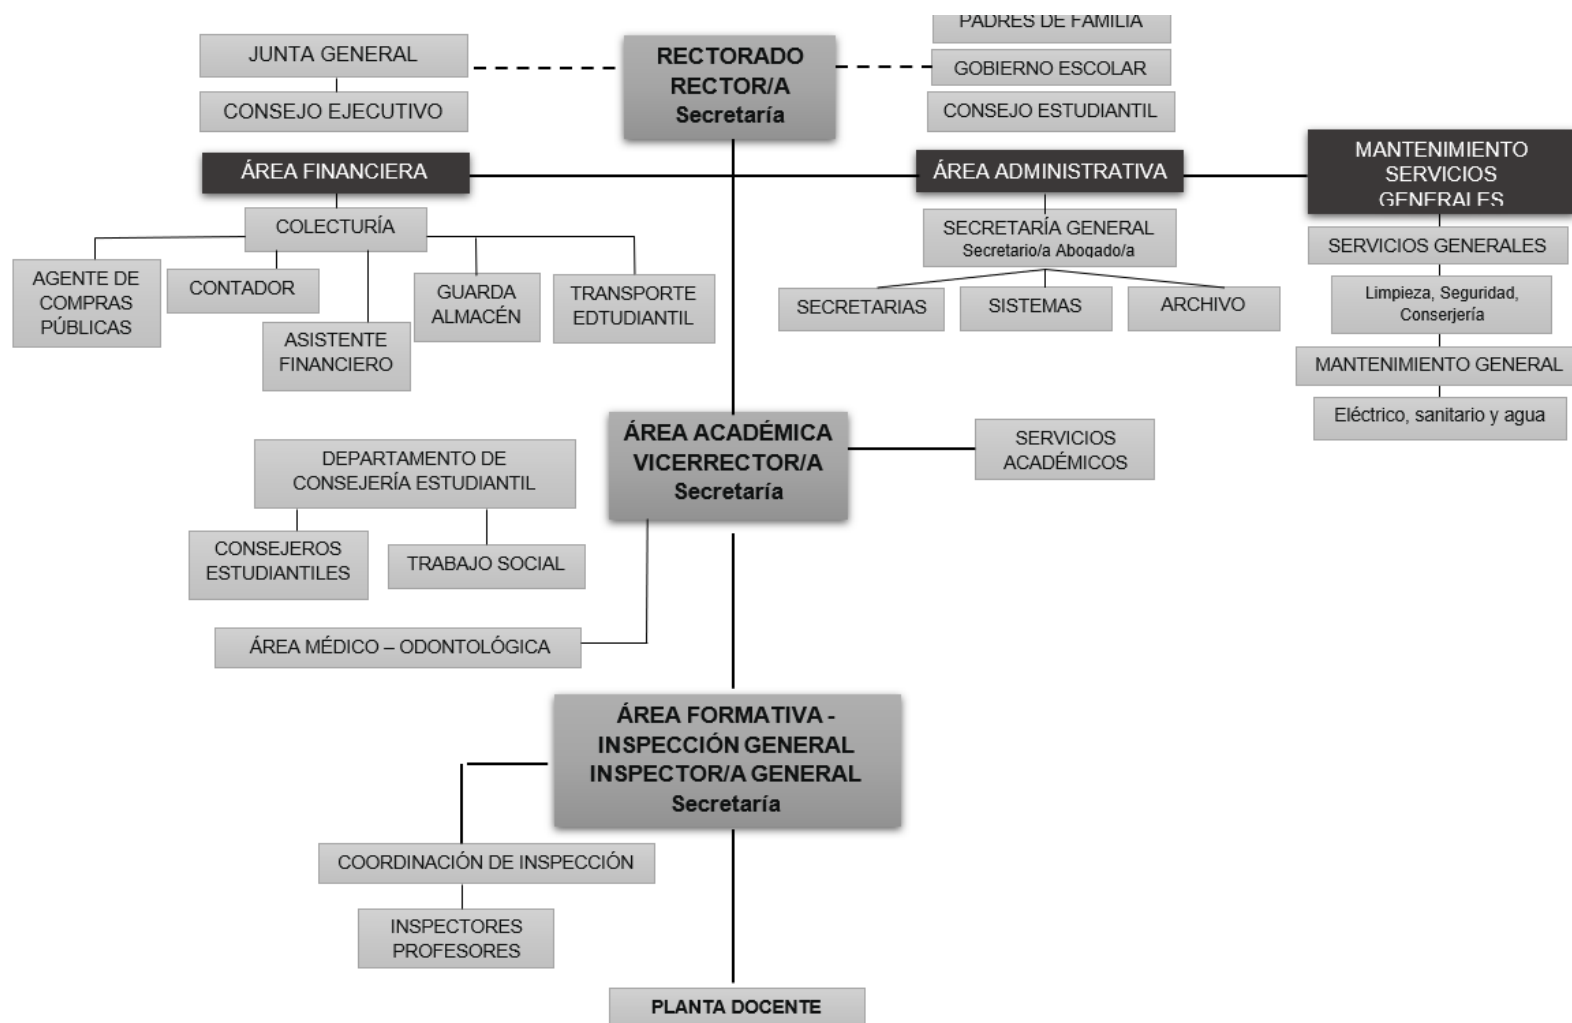 PADRES DE FAMILIA
JUNTA GENERAL
RECTORADO
RECTOR/A
Secretaría
GOBIERNO ESCOLAR
CONSEJO EJECUTIVO
CONSEJO ESTUDIANTIL
ÁREA FINANCIERA
ÁREA ADMINISTRATIVA
MANTENIMIENTO
SERVICIOS
GENERALES
COLECTURÍA
SECRETARÍA GENERAL
Secretario/a Abogado/a
SERVICIOS GENERALES
AGENTE DE
COMPRAS
PÚBLICAS
CONTADOR
ASISTENTE
FINANCIERO
GUARDA
ALMACÉN
TRANSPORTE
EDTUDIANTIL
SECRETARIAS
SISTEMAS
ARCHIVO
Limpieza, Seguridad,
Conserjería
MANTENIMIENTO GENERAL
Eléctrico, sanitario y agua
ÁREA ACADÉMICA
VICERRECTOR/A
Secretaría
SERVICIOS
ACADÉMICOS
DEPARTAMENTO DE
CONSEJERÍA ESTUDIANTIL
CONSEJEROS
ESTUDIANTILES
TRABAJO SOCIAL
ÁREA MÉDICO – ODONTOLÓGICA
ÁREA FORMATIVA -
INSPECCIÓN GENERAL
INSPECTOR/A GENERAL
Secretaría
COORDINACIÓN DE INSPECCIÓN
INSPECTORES
PROFESORES
PLANTA DOCENTE